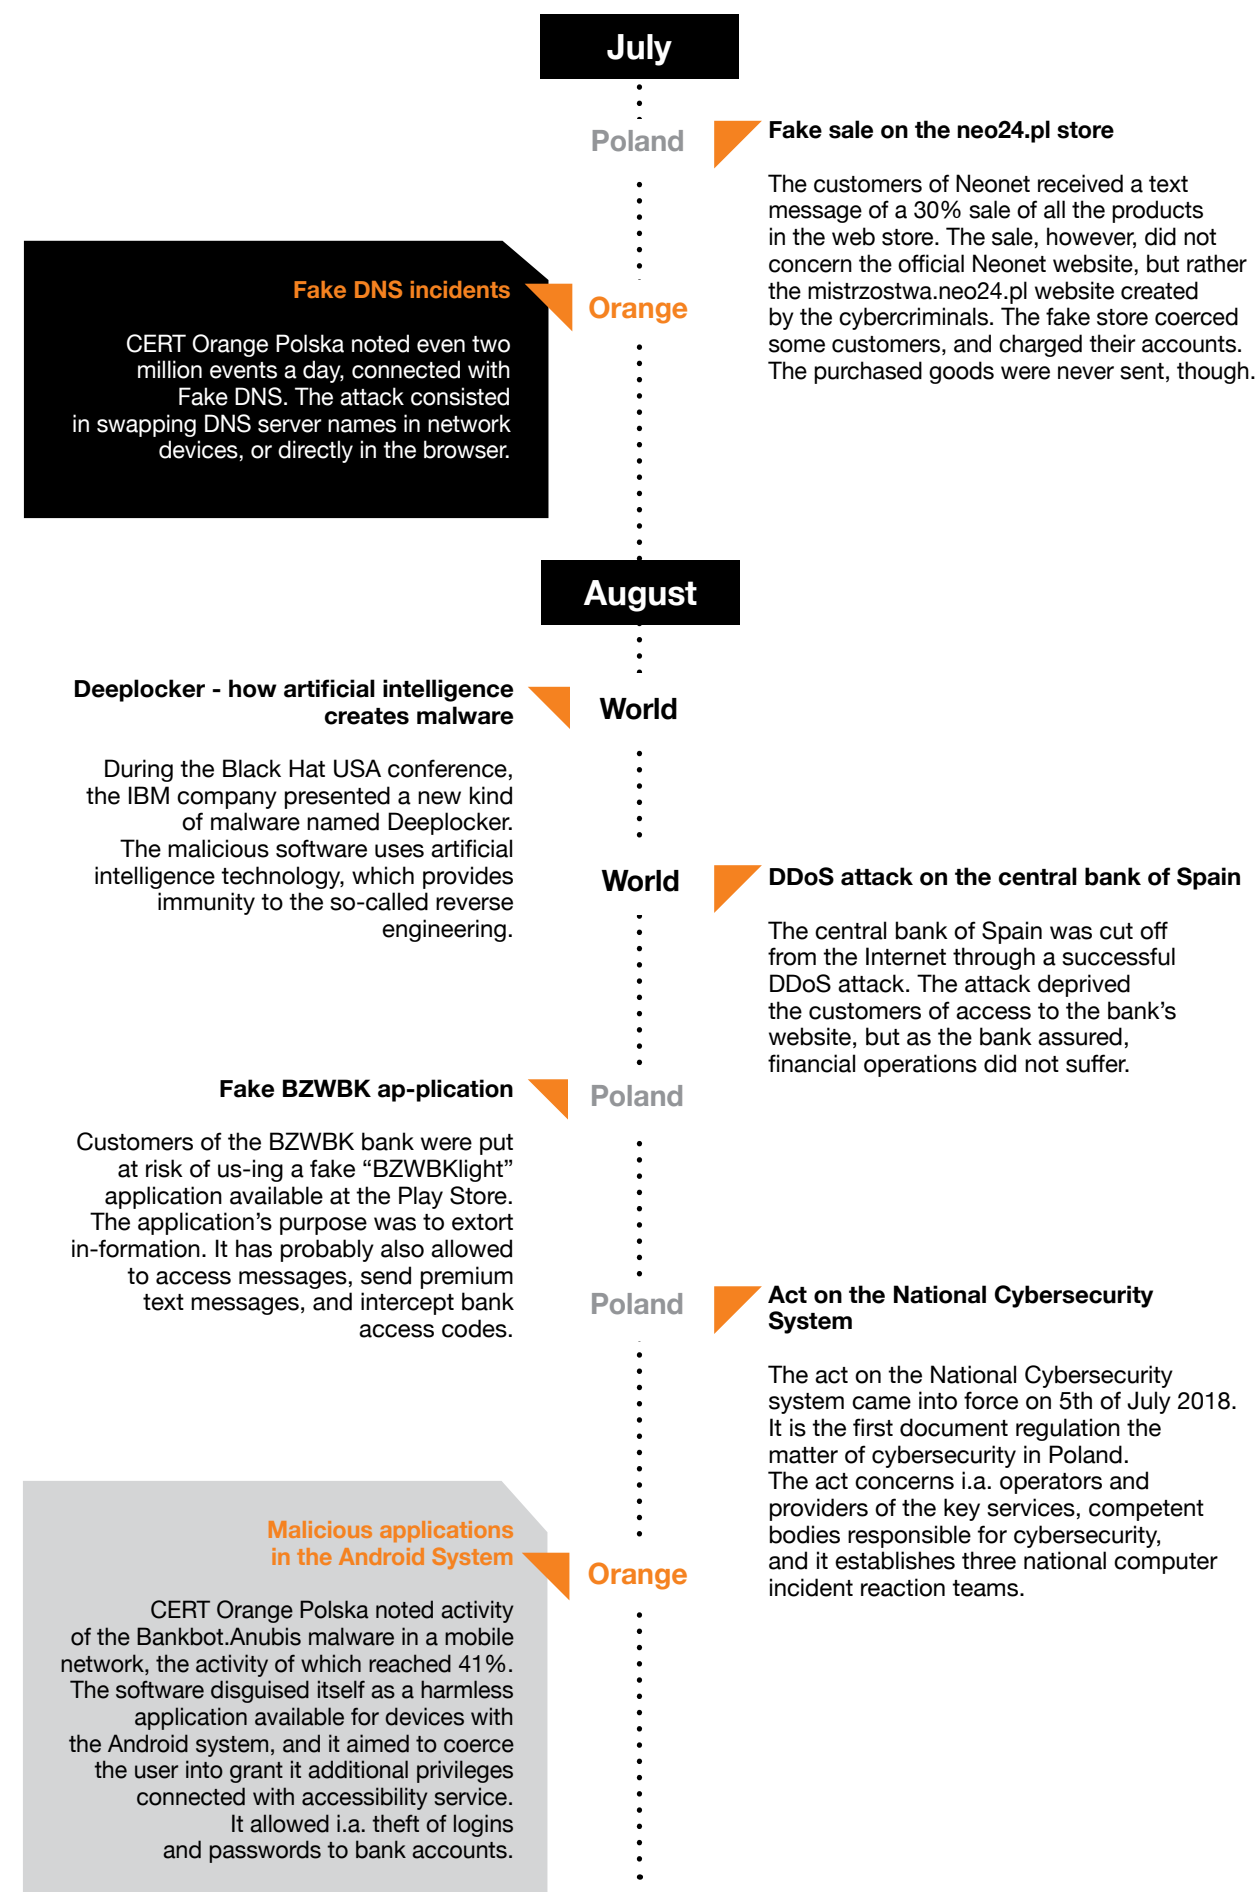 July
Poland
Fake sale on the neo24.pl store
The customers of Neonet received a text
message of a 30% sale of all the products
in the web store. The sale, however, did not
concern the official Neonet website, but rather
the mistrzostwa.neo24.pl website created
by the cybercriminals. The fake store coerced
some customers, and charged their accounts.
The purchased goods were never sent, though.
Fake DNS incidents
Orange
CERT Orange Polska noted even two
million events a day, connected with
Fake DNS. The attack consisted
in swapping DNS server names in network
devices, or directly in the browser.
August
Deeplocker - how artificial intelligence
creates malware
World
During the Black Hat USA conference,
the IBM company presented a new kind
of malware named Deeplocker.
The malicious software uses artificial
intelligence technology, which provides
immunity to the so-called reverse
engineering.
World
DDoS attack on the central bank of Spain
The central bank of Spain was cut off
from the Internet through a successful
DDoS attack. The attack deprived
the customers of access to the bank’s
website, but as the bank assured,
financial operations did not suffer.
Fake BZWBK ap-plication
Poland
Customers of the BZWBK bank were put
at risk of us-ing a fake “BZWBKlight”
application available at the Play Store.
The application’s purpose was to extort
in-formation. It has probably also allowed
to access messages, send premium
text messages, and intercept bank
access codes.
Poland
Act on the National Cybersecurity
System
The act on the National Cybersecurity
system came into force on 5th of July 2018.
It is the first document regulation the
matter of cybersecurity in Poland.
The act concerns i.a. operators and
providers of the key services, competent
bodies responsible for cybersecurity,
and it establishes three national computer
incident reaction teams.
Malicious applications
in the Android System
Orange
CERT Orange Polska noted activity
of the Bankbot.Anubis malware in a mobile
network, the activity of which reached 41%.
The software disguised itself as a harmless
application available for devices with
the Android system, and it aimed to coerce
the user into grant it additional privileges
connected with accessibility service.
It allowed i.a. theft of logins
and passwords to bank accounts.